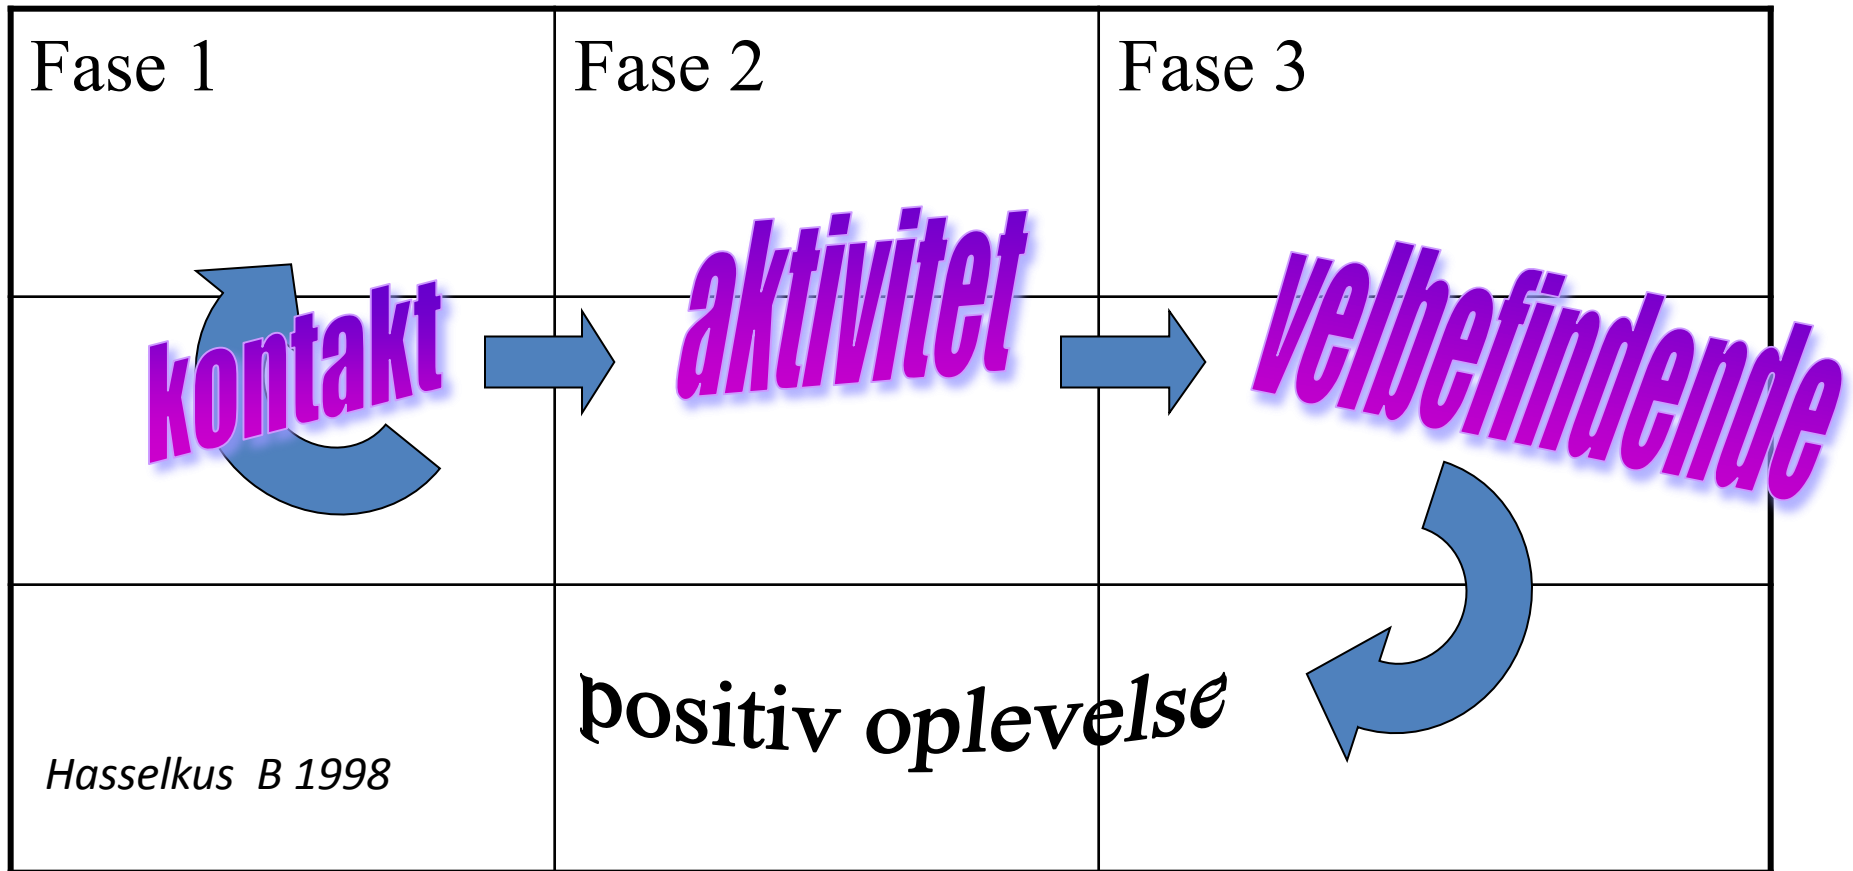 Fase 1
Fase 2
Fase 3
kontakt
aktivitet
velbefindende
positiv oplevelse
Hasselkus B 1998